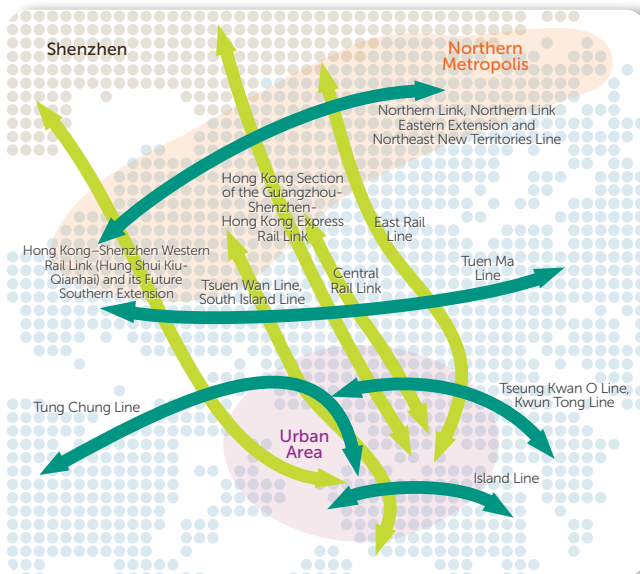 Shenzhen
Northern
Metropolis
Northern Link, Northern Link
Eastern Extension and
Northeast New Territories Line
Hong Kong Section
of the Guangzhou-
Shenzhen-
Hong Kong Express
Rail Link
East Rail
Line
Hong Kong–Shenzhen Western
Rail Link (Hung Shui Kiu-
Qianhai) and its Future
Southern Extension
Tsuen Wan Line,
South Island Line
Central
Rail Link
Tuen Ma
Line
Tung Chung Line
Tseung Kwan O Line,
Kwun Tong Line
Urban
Area
Island Line